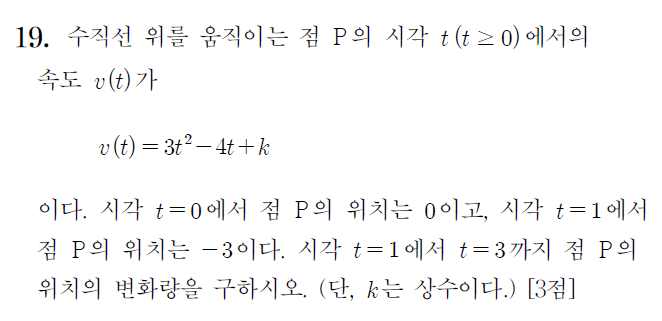 19. 수직선 위를 움직이는 점 P의 시각 t (t ≥ 0)에서의
속도 v(t)가
v(t) = 3t² − 4t + k
이다. 시각 t = 0에서 점 P의 위치는 0이고, 시각 t = 1에서
점 P의 위치는 −3이다. 시각 t = 1에서 t = 3까지 점 P의
위치의 변화량을 구하시오. (단, k는 상수이다.) [3점]